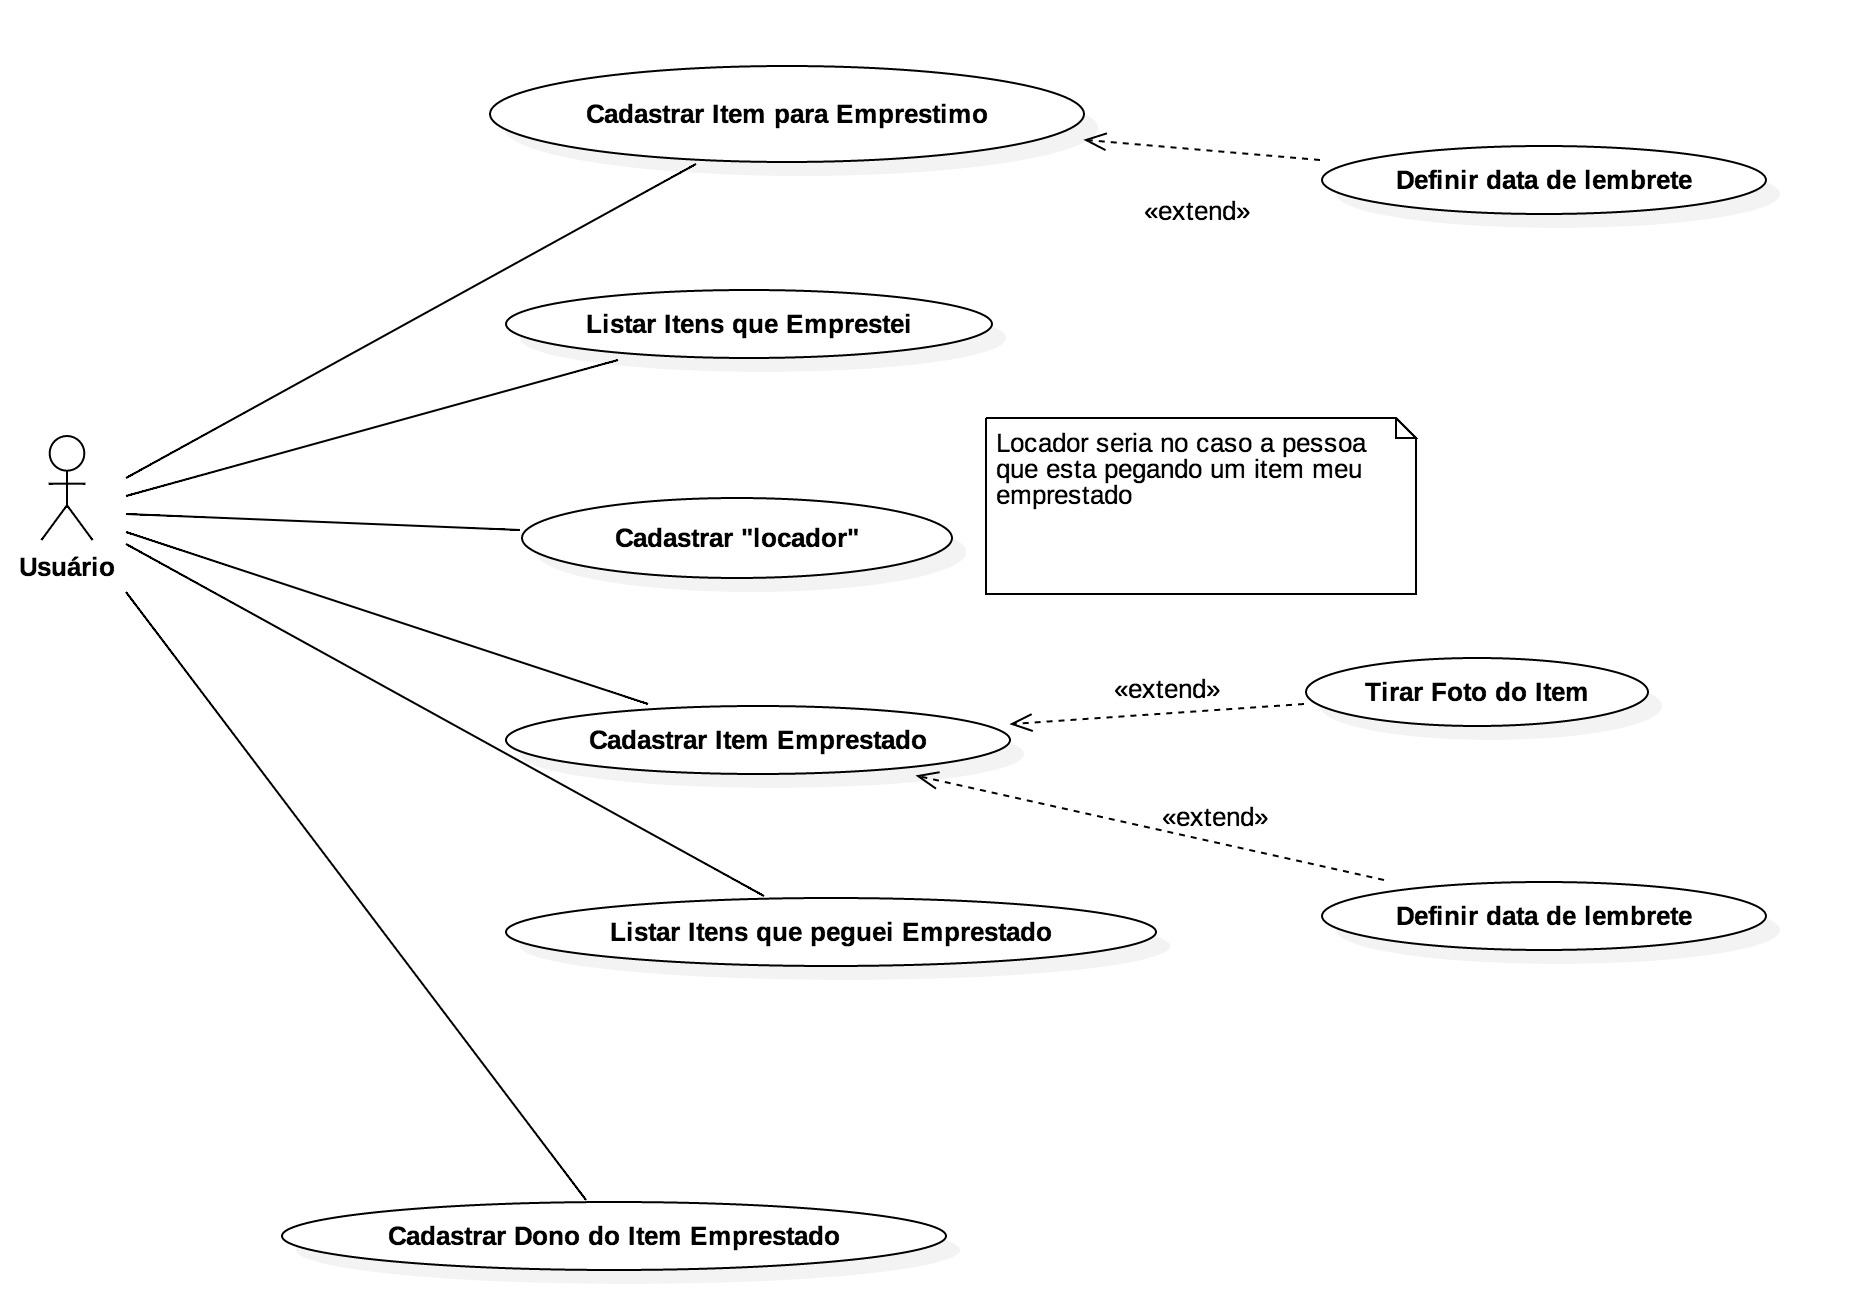 Cadastrar Item para Emprestimo
Definir data de lembrete
«extend»
Listar Itens que Emprestei
Locador seria no caso a pessoa
que esta pegando um item meu
emprestado
Cadastrar "locador"
Usuário
«extend»
Tirar Foto do Item
Cadastrar Item Emprestado
«extend»
Definir data de lembrete
Listar Itens que peguei Emprestado
Cadastrar Dono do Item Emprestado